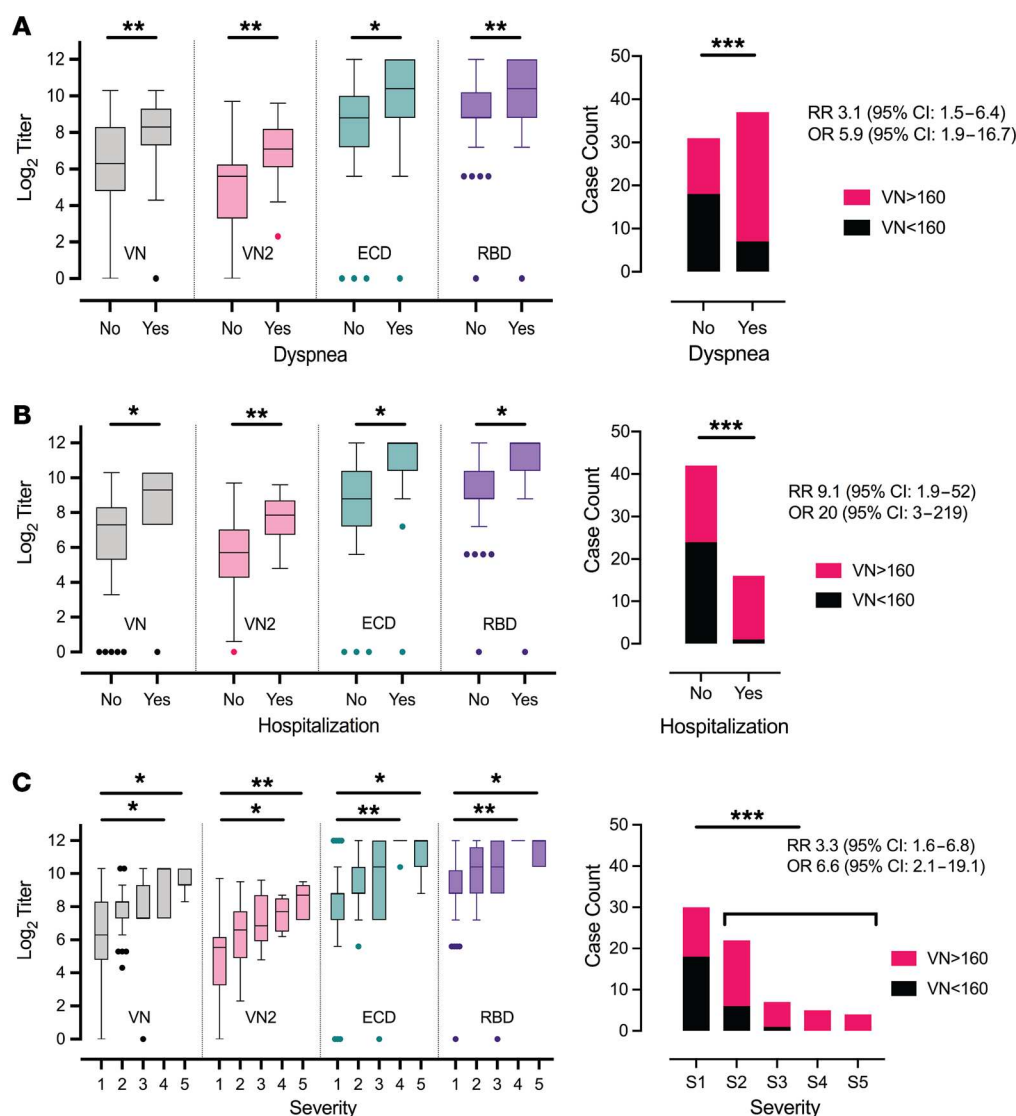 A
** ** * **
Log2 Titer
12
10
8
6
4
2
0
VN VN2 ECD RBD
No Yes No Yes No Yes No Yes
Dyspnea
***
Case Count
50
40
30
20
10
0
No Yes
Dyspnea
RR 3.1 (95% CI: 1.5–6.4)
OR 5.9 (95% CI: 1.9–16.7)
VN>160
VN<160
B
* ** * *
Log2 Titer
12
10
8
6
4
2
0
VN VN2 ECD RBD
No Yes No Yes No Yes No Yes
Hospitalization
***
Case Count
50
40
30
20
10
0
No Yes
Hospitalization
RR 9.1 (95% CI: 1.9–52)
OR 20 (95% CI: 3–219)
VN>160
VN<160
C
* ** * *
* * ** **
Log2 Titer
12
10
8
6
4
2
0
VN VN2 ECD RBD
1 2 3 4 5 1 2 3 4 5 1 2 3 4 5 1 2 3 4 5
Severity
***
Case Count
50
40
30
20
10
0
S1 S2 S3 S4 S5
Severity
RR 3.3 (95% CI: 1.6–6.8)
OR 6.6 (95% CI: 2.1–19.1)
VN>160
VN<160